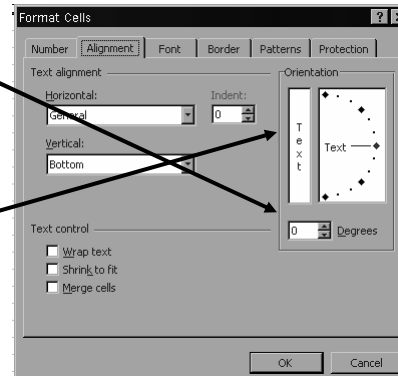 Format Cells
Number Alignment Font Border Patterns Protection
Text alignment
Horizontal:
General
Indent:
0
Vertical:
Bottom
Text control
Wrap text
Shrink to fit
Merge cells
Orientation
Text
Text
0 Degrees
OK Cancel